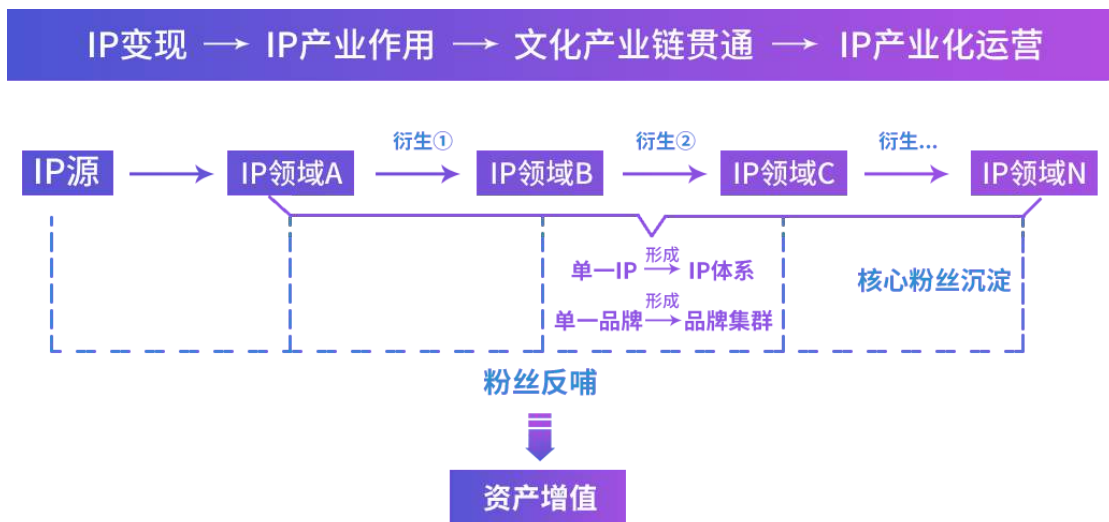 IP变现 → IP产业作用 → 文化产业链贯通 → IP产业化运营
衍生① 衍生② 衍生...
IP源 IP领域A IP领域B IP领域C IP领域N
形成
单一IP IP体系
核心粉丝沉淀
形成
单一品牌 品牌集群
粉丝反哺
资产增值